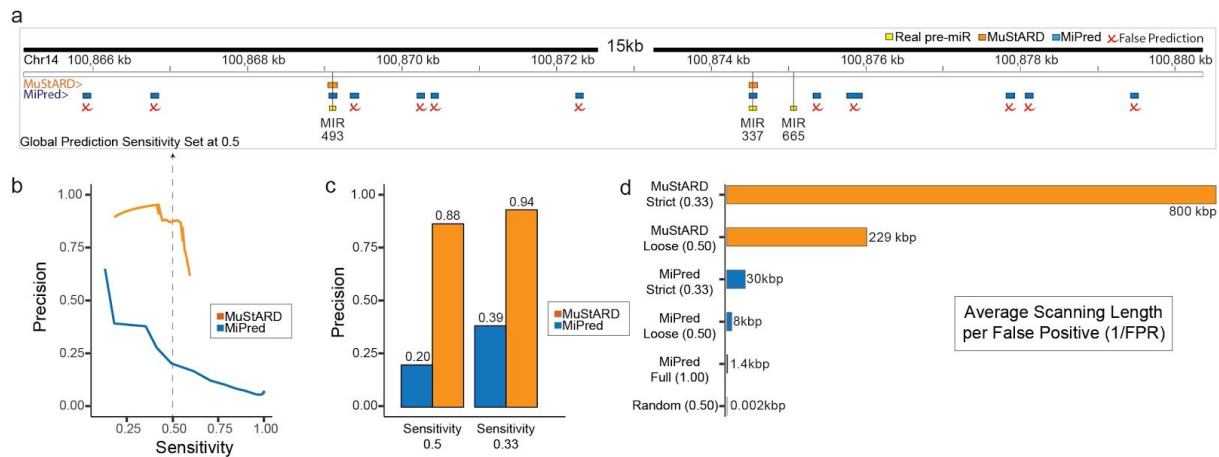 a
15kb
Real pre-miR MuStARD MiPred False Prediction
Chr14 100,866 kb 100,868 kb 100,870 kb 100,872 kb 100,874 kb 100,876 kb 100,878 kb 100,880 kb
MuStARD>
MiPred>
MIR
493
MIR
337
MIR
665
Global Prediction Sensitivity Set at 0.5
b
Precision
1.00
0.75
0.50
0.25
0.00
0.25 0.50 0.75 1.00
Sensitivity
MuStARD
MiPred
c
Precision
1.00
0.75
0.50
0.25
0.00
0.20
0.88
0.39
0.94
Sensitivity
0.5
Sensitivity
0.33
MuStARD
MiPred
d
MuStARD
Strict (0.33)
800 kbp
MuStARD
Loose (0.50)
229 kbp
MiPred
Strict (0.33)
30kbp
MiPred
Loose (0.50)
8kbp
MiPred
Full (1.00)
1.4kbp
Random (0.50)
0.002kbp
Average Scanning Length
per False Positive (1/FPR)